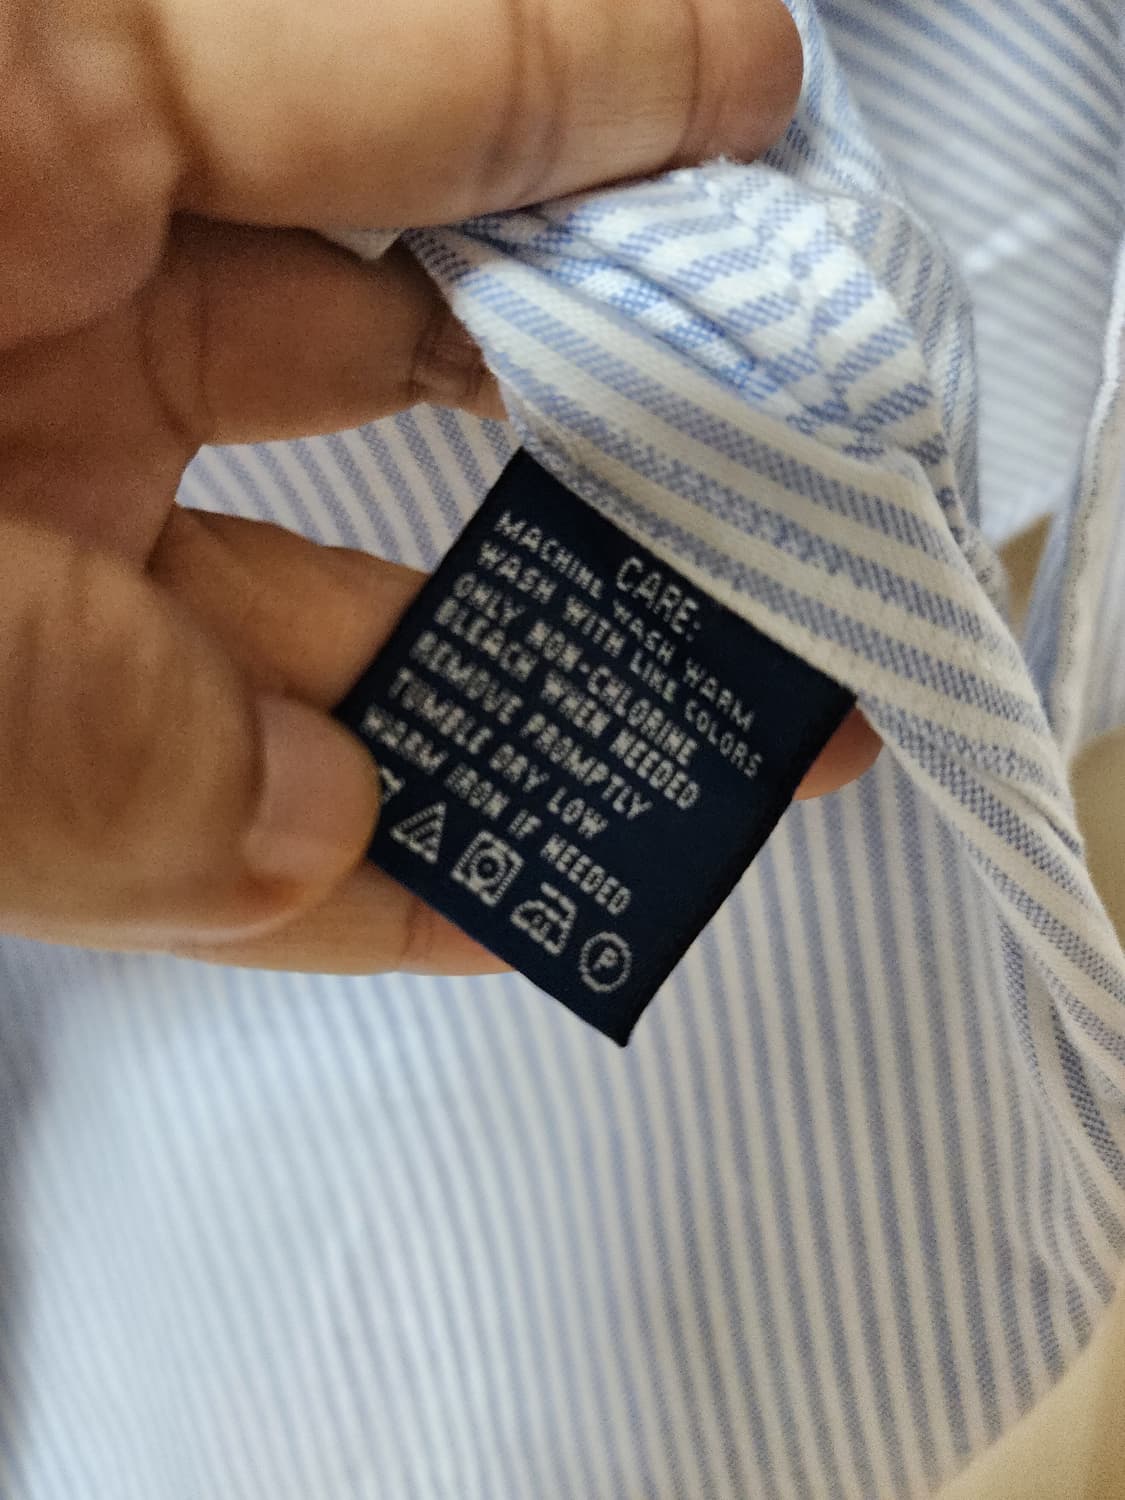 CARE:
MACHINE WASH WARM
WASH WITH LIKE COLORS
ONLY NON-CHLORINE
BLEACH WHEN NEEDED
REMOVE PROMPTLY
TUMBLE DRY LOW
WARM IRON IF NEEDED
P